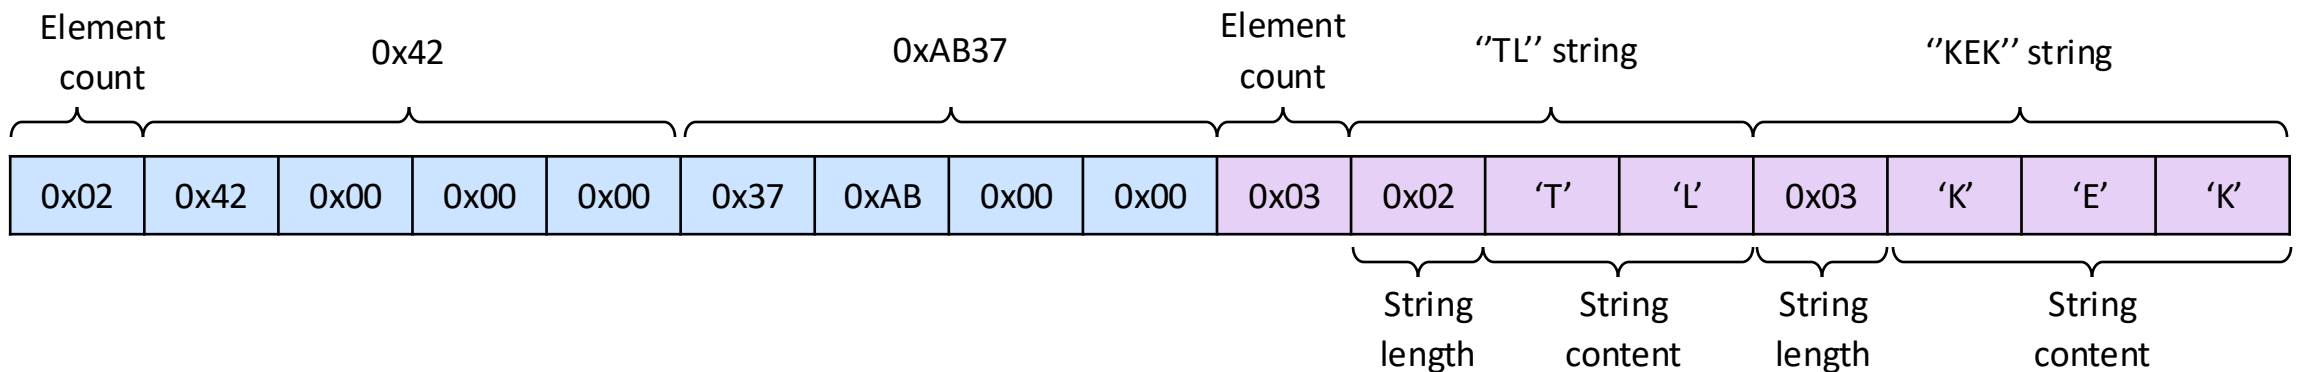 Element
count
0x42
0xAB37
Element
count
‘’TL’’ string
‘’KEK’’ string
0x02 0x42 0x00 0x00 0x00 0x37 0xAB 0x00 0x00 0x03 0x02 ‘T’ ‘L’ 0x03 ‘K’ ‘E’ ‘K’
String
length
String
content
String
length
String
content